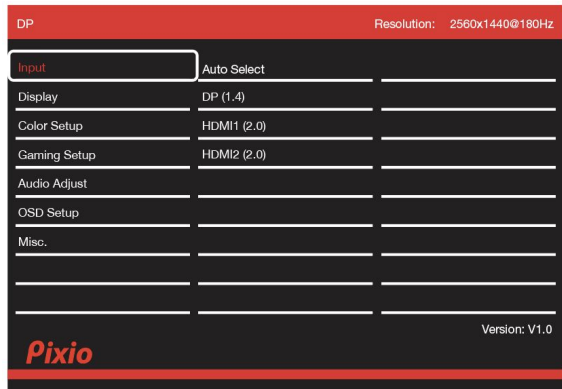 DP Resolution: 2560x1440@180Hz
Input Auto Select
Display DP (1.4)
Color Setup HDMI1 (2.0)
Gaming Setup HDMI2 (2.0)
Audio Adjust
OSD Setup
Misc.
Version: V1.0
Pixio